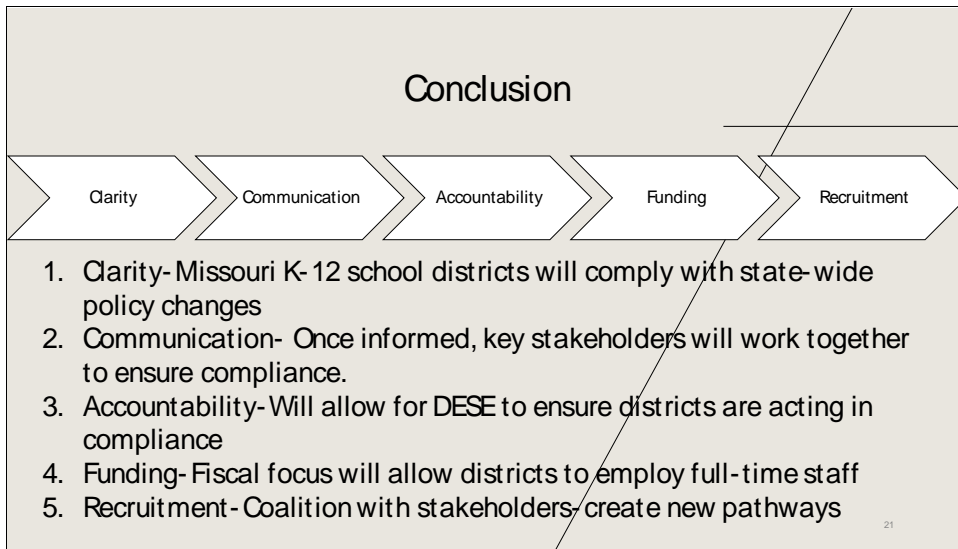 Conclusion
Clarity
Communication
Accountability
Funding
Recruitment
1. Clarity- Missouri K-12 school districts will comply with state-wide
policy changes
2. Communication- Once informed, key stakeholders will work together
to ensure compliance.
3. Accountability- Will allow for DESE to ensure districts are acting in
compliance
4. Funding- Fiscal focus will allow districts to employ full-time staff
5. Recruitment- Coalition with stakeholders- create new pathways
21